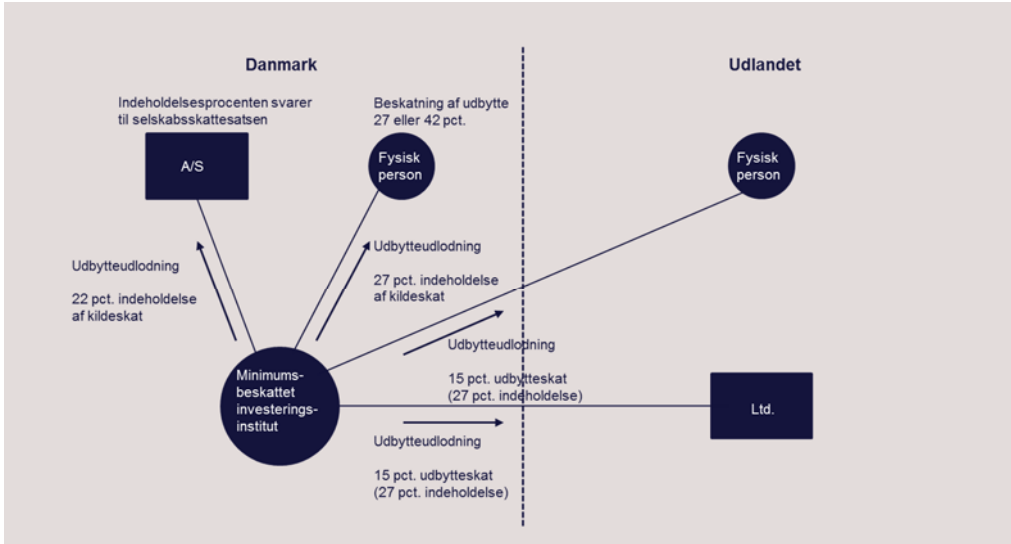 Danmark
Udlandet
Indeholdelsesprocenten svarer
til selskabsskattesatsen
Beskatning af udbytte
27 eller 42 pct.
A/S
Fysisk
person
Fysisk
person
Udbytteudlodning
22 pct. indeholdelse
af kildeskat
Udbytteudlodning
27 pct. indeholdelse
af kildeskat
Udbytteudlodning
15 pct. udbytteskat
(27 pct. indeholdelse)
Minimums-
beskattet
investerings-
institut
Ltd.
Udbytteudlodning
15 pct. udbytteskat
(27 pct. indeholdelse)